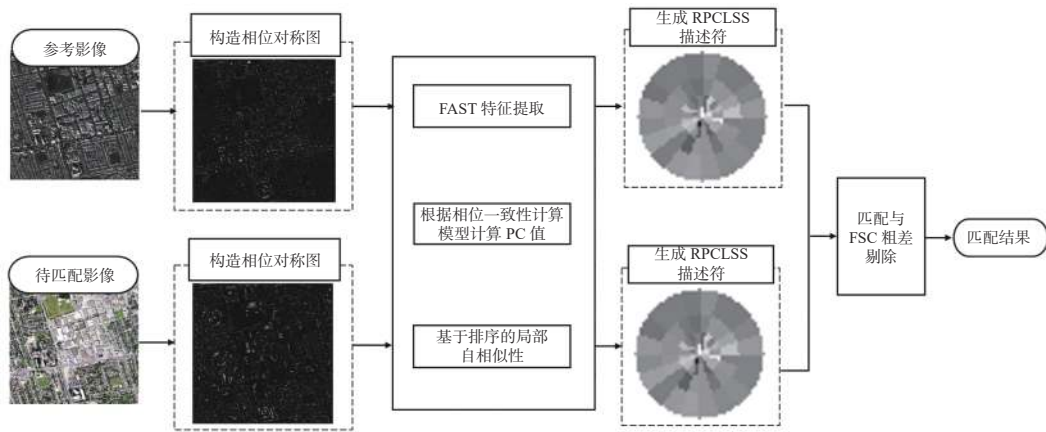 参考影像
构造相位对称图
FAST 特征提取
根据相位一致性计算
模型计算 PC 值
基于排序的局部
自相似性
生成 RPCLSS
描述符
待匹配影像
构造相位对称图
生成 RPCLSS
描述符
匹配与
FSC 粗差
剔除
匹配结果